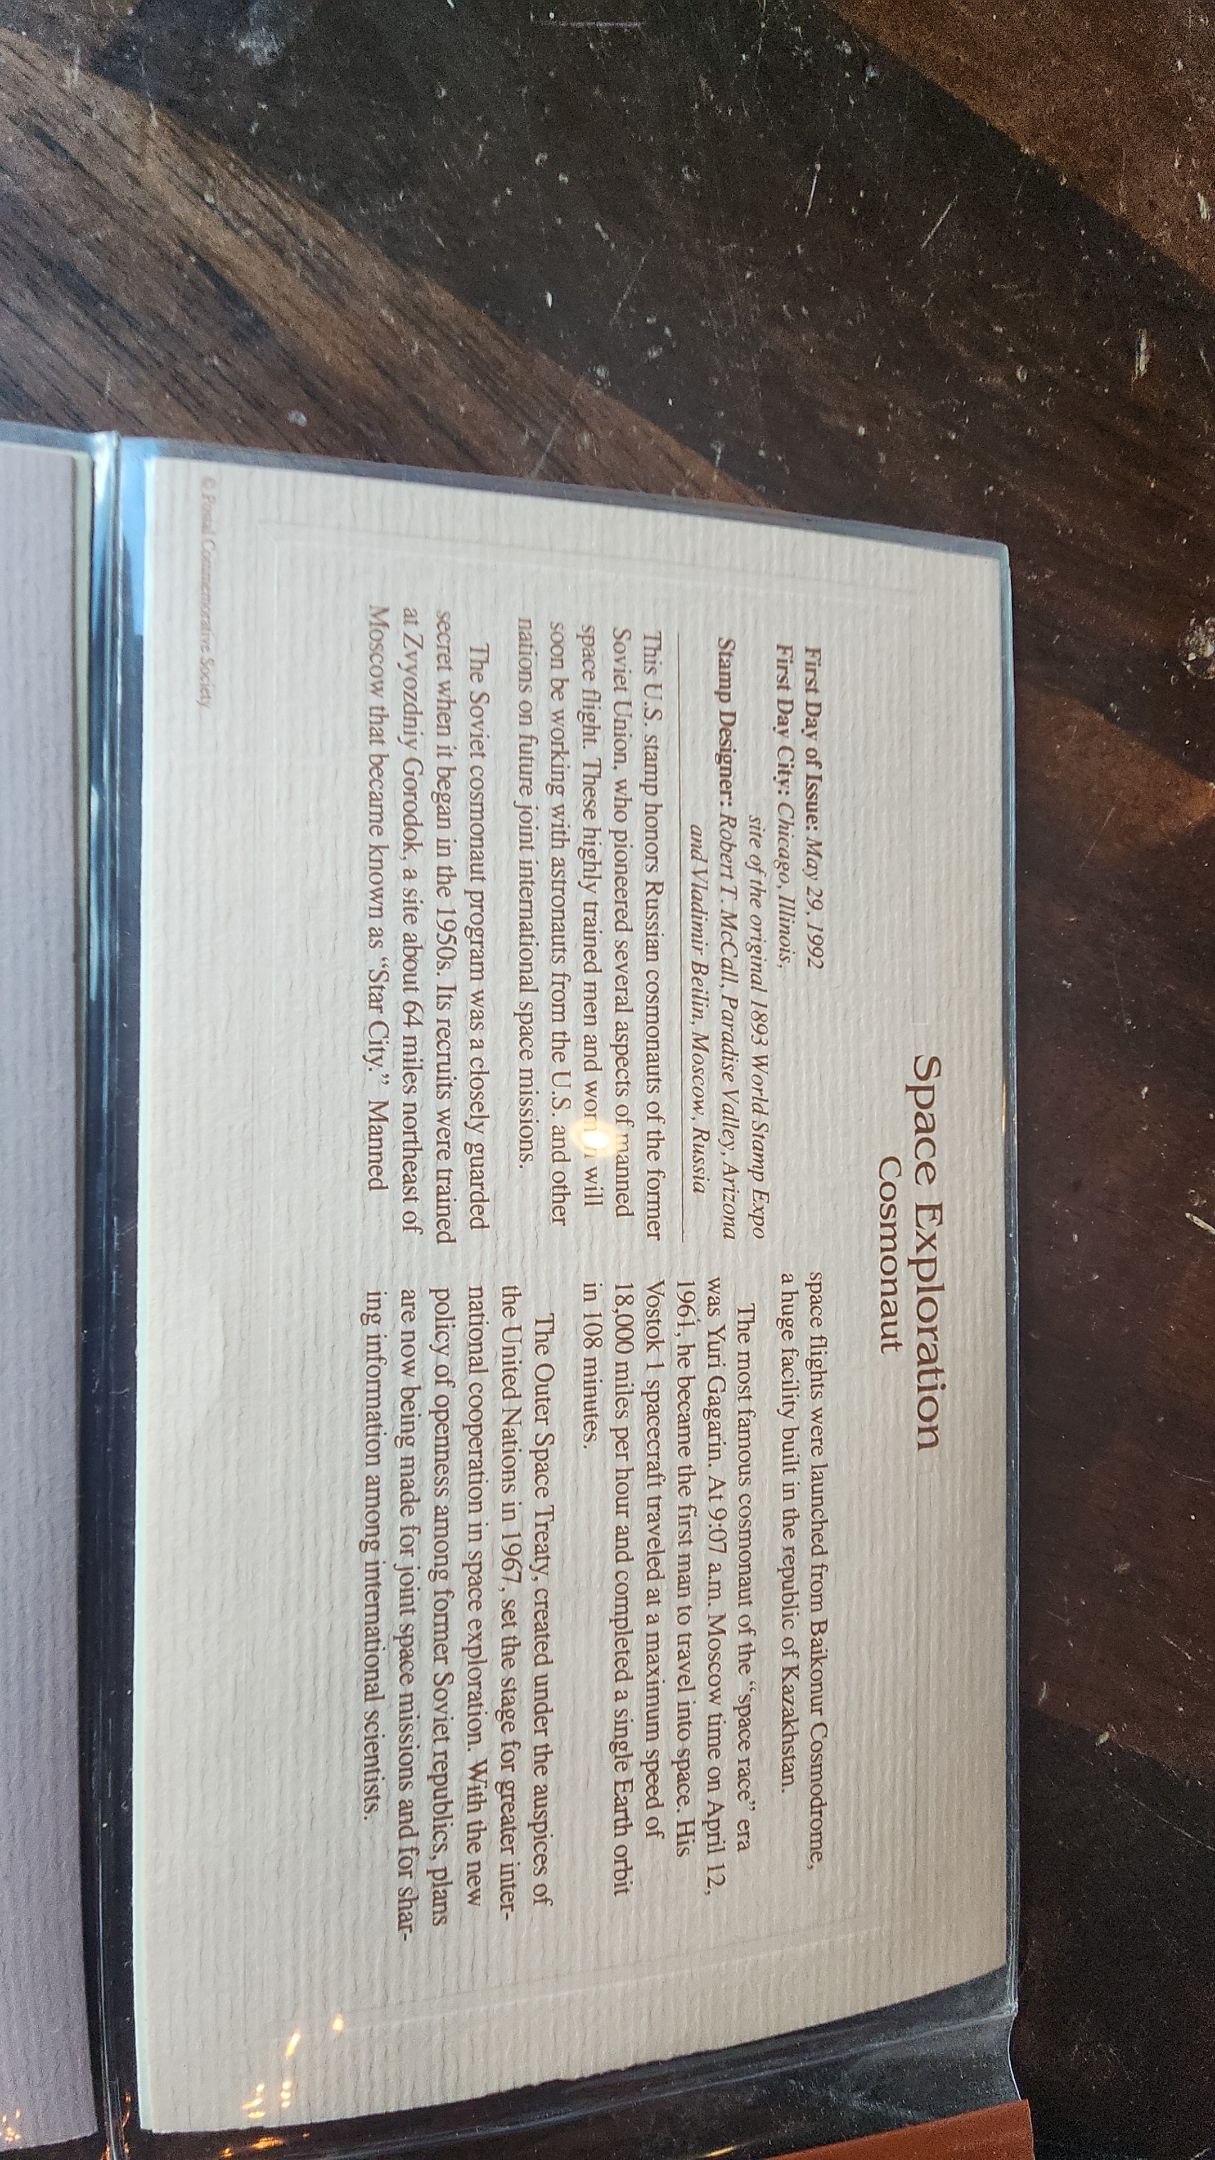 Space Exploration
Cosmonaut
First Day of Issue: May 29, 1992
First Day City: Chicago, Illinois,
site of the original 1893 World Stamp Expo
Stamp Designer: Robert T. McCall, Paradise Valley, Arizona
and Vladimir Beilin, Moscow, Russia
This U.S. stamp honors Russian cosmonauts of the former
Soviet Union, who pioneered several aspects of manned
space flight. These highly trained men and women will
soon be working with astronauts from the U.S. and other
nations on future joint international space missions.
The Soviet cosmonaut program was a closely guarded
secret when it began in the 1950s. Its recruits were trained
at Zvyozdniy Gorodok, a site about 64 miles northeast of
Moscow that became known as “Star City.” Manned
space flights were launched from Baikonur Cosmodrome,
a huge facility built in the republic of Kazakhstan.
The most famous cosmonaut of the “space race” era
was Yuri Gagarin. At 9:07 a.m. Moscow time on April 12,
1961, he became the first man to travel into space. His
Vostok 1 spacecraft traveled at a maximum speed of
18,000 miles per hour and completed a single Earth orbit
in 108 minutes.
The Outer Space Treaty, created under the auspices of
the United Nations in 1967, set the stage for greater inter-
national cooperation in space exploration. With the new
policy of openness among former Soviet republics, plans
are now being made for joint space missions and for shar-
ing information among international scientists.
© Postal Commemorative Society